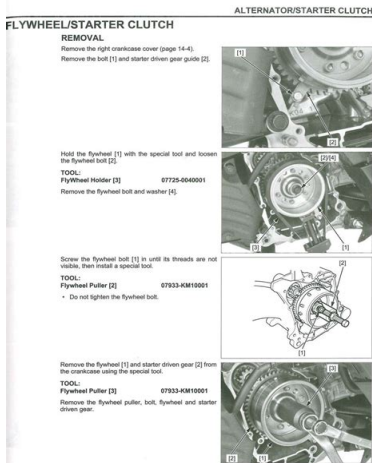 ALTERNATOR/STARTER CLUTCH
FLYWHEEL/STARTER CLUTCH
REMOVAL
Remove the right crankcase cover (page 14-4).
Remove the bolt [1] and starter driven gear guide [2].
[1]
[2]
Hold the flywheel [1] with the special tool and loosen
the flywheel bolt [2].
TOOL:
FlyWheel Holder [3] 07725-0040001
Remove the flywheel bolt and washer [4].
[2]/[4]
[3]
[1]
Screw the flywheel bolt [1] in until its threads are not
visible, then install a special tool.
TOOL:
Flywheel Puller [2] 07933-KM10001
• Do not tighten the flywheel bolt.
[2]
[1]
Remove the flywheel [1] and starter driven gear [2] from
the crankcase using the special tool.
TOOL:
Flywheel Puller [3] 07933-KM10001
Remove the flywheel puller, bolt, flywheel and starter
driven gear.
[3]
[2]
[1]